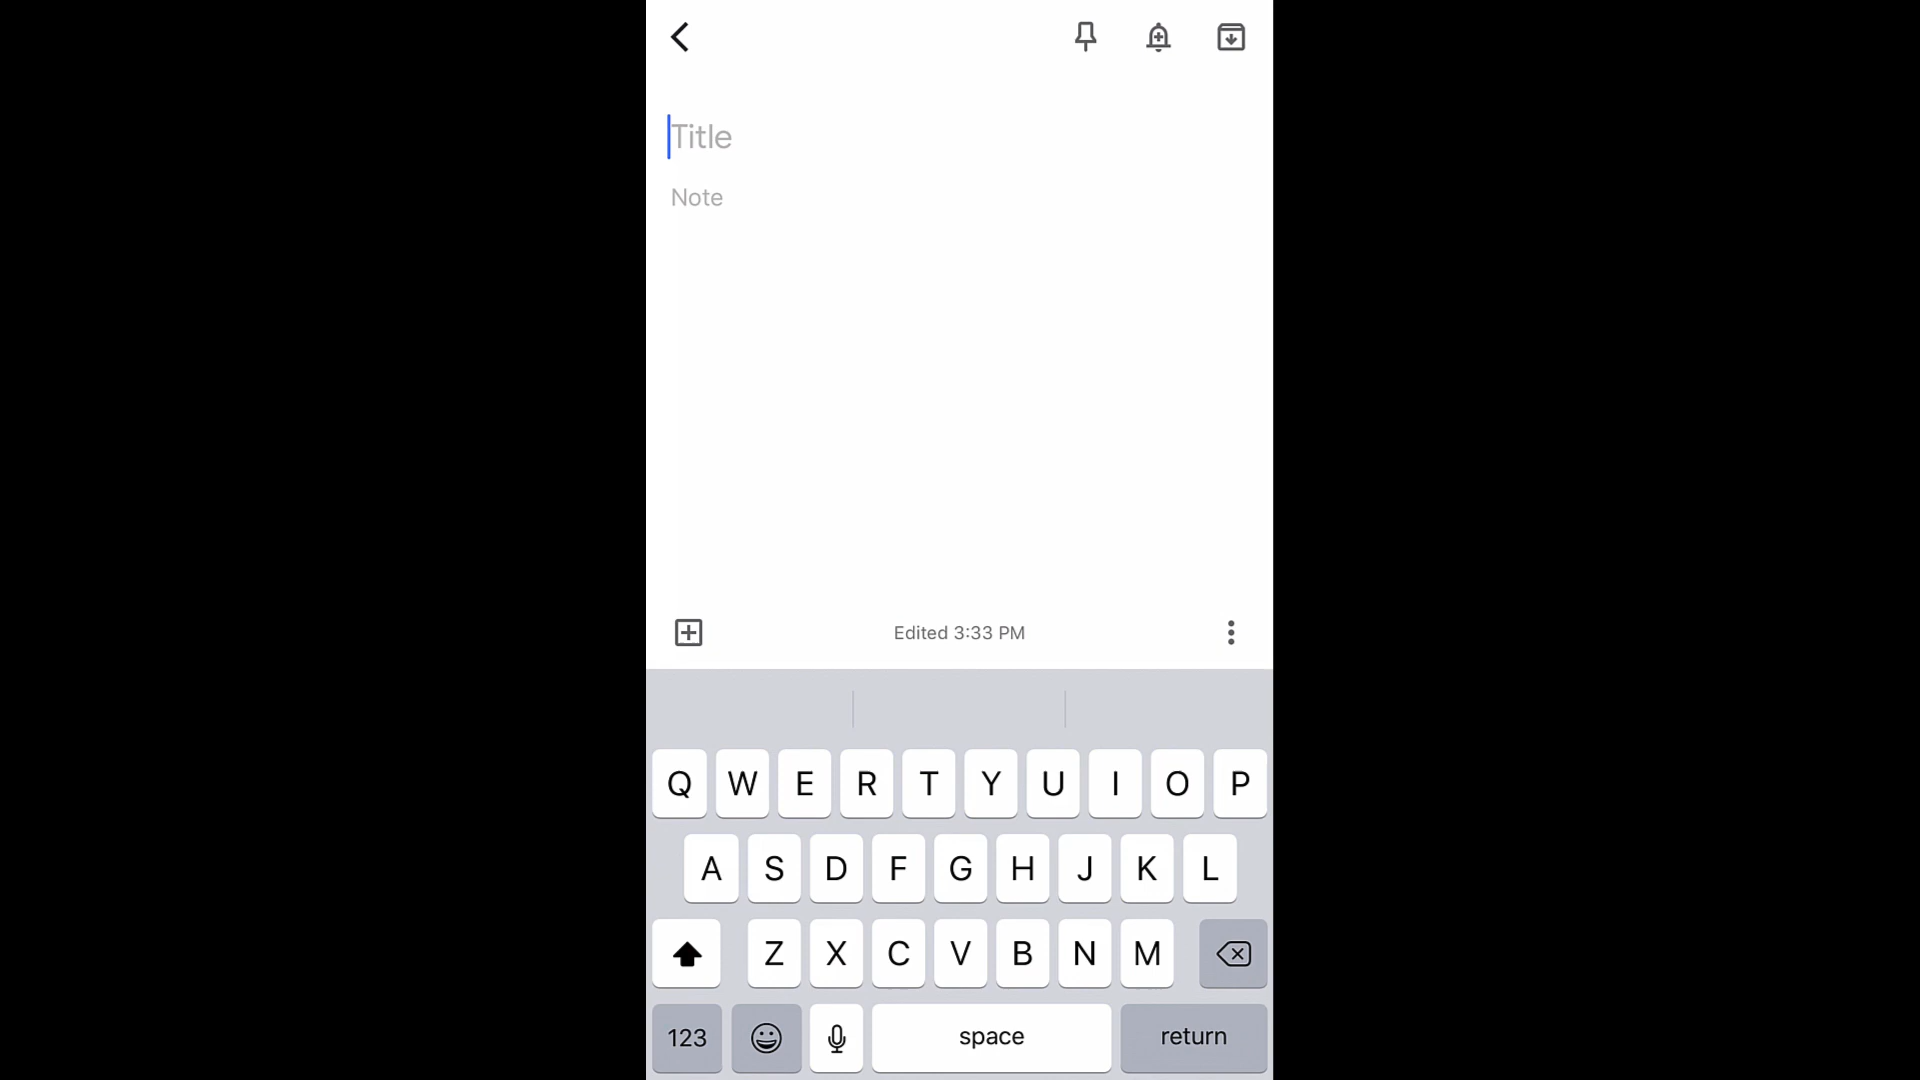 Title
Note
Edited 3:33 PM
Q W E R T Y U I O P
A S D F G H J K L
Z X C V B N M
123 space return